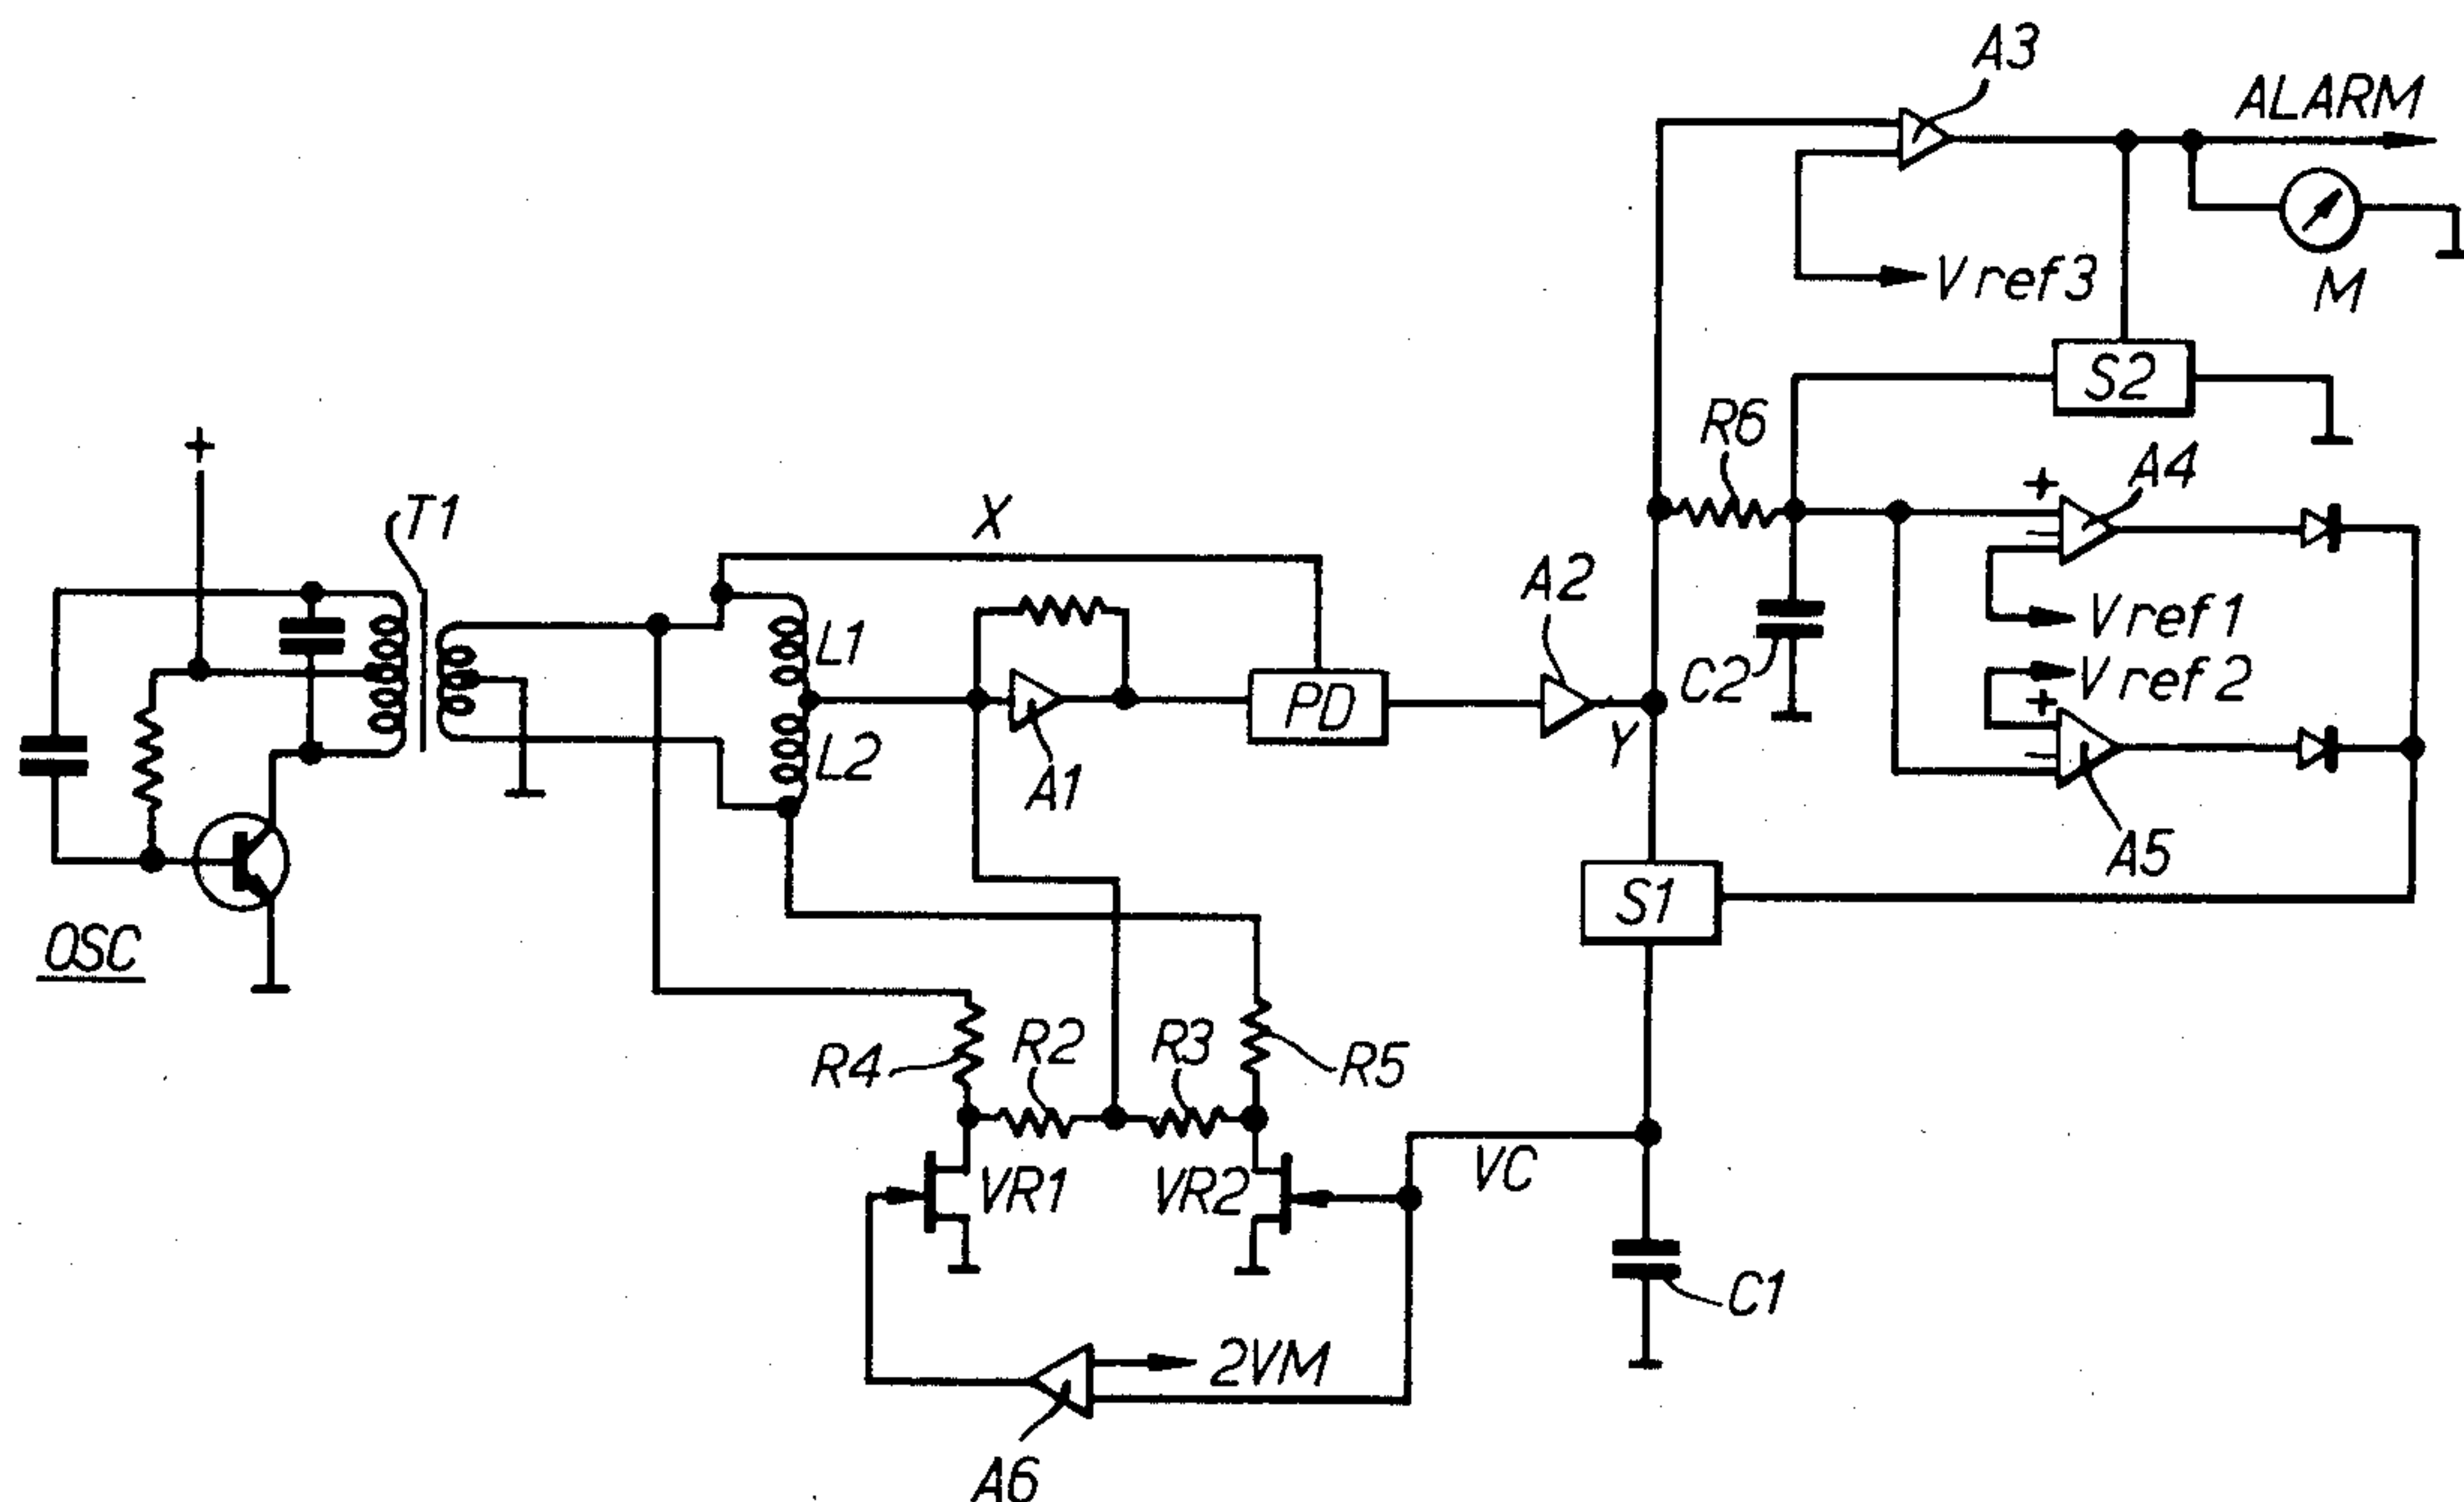 A3
ALARM
Vref3
M
S2
R6
+
A4
+
T1
X
A2
Vref1
L1
C2
Vref2
PD
+
L2
Y
A1
A5
S1
OSC
R4
R2
R3
R5
VR1
VR2
VC
C1
2VM
A6